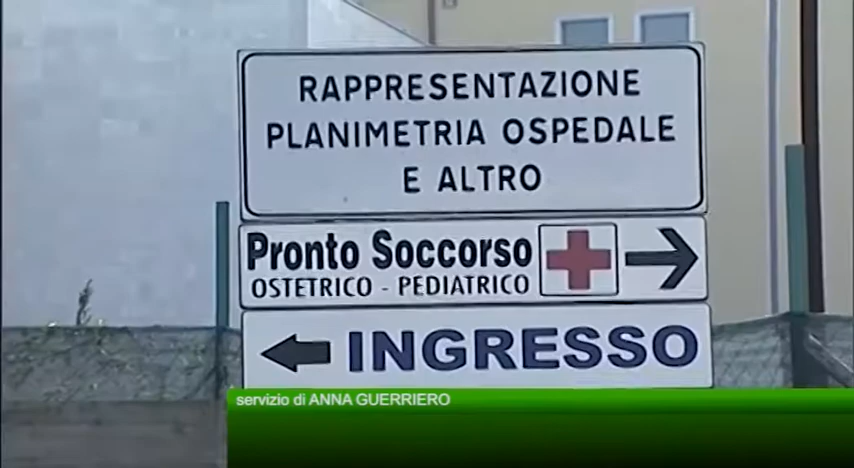 RAPPRESENTAZIONE
PLANIMETRIA OSPEDALE
E ALTRO
Pronto Soccorso
OSTETRICO - PEDIATRICO
INGRESSO
servizio di ANNA GUERRIERO